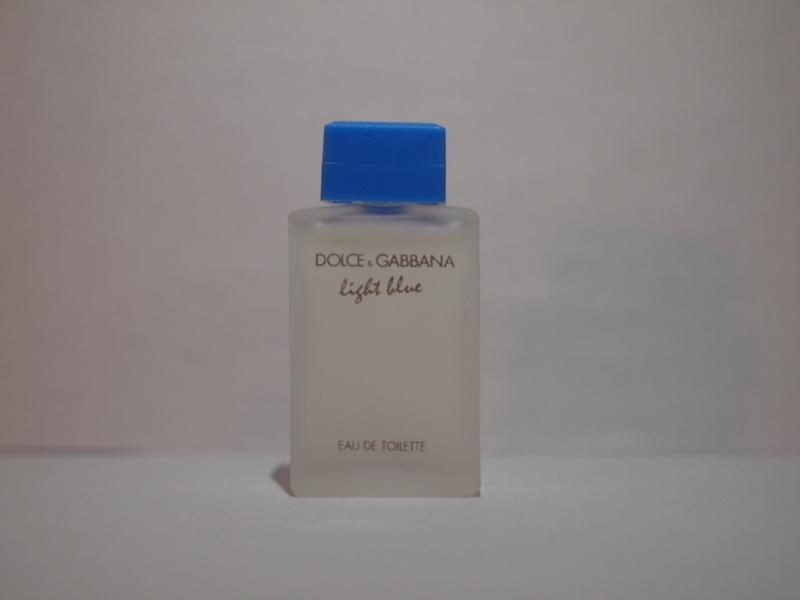 DOLCE & GABBANA
light blue
EAU DE TOILETTE